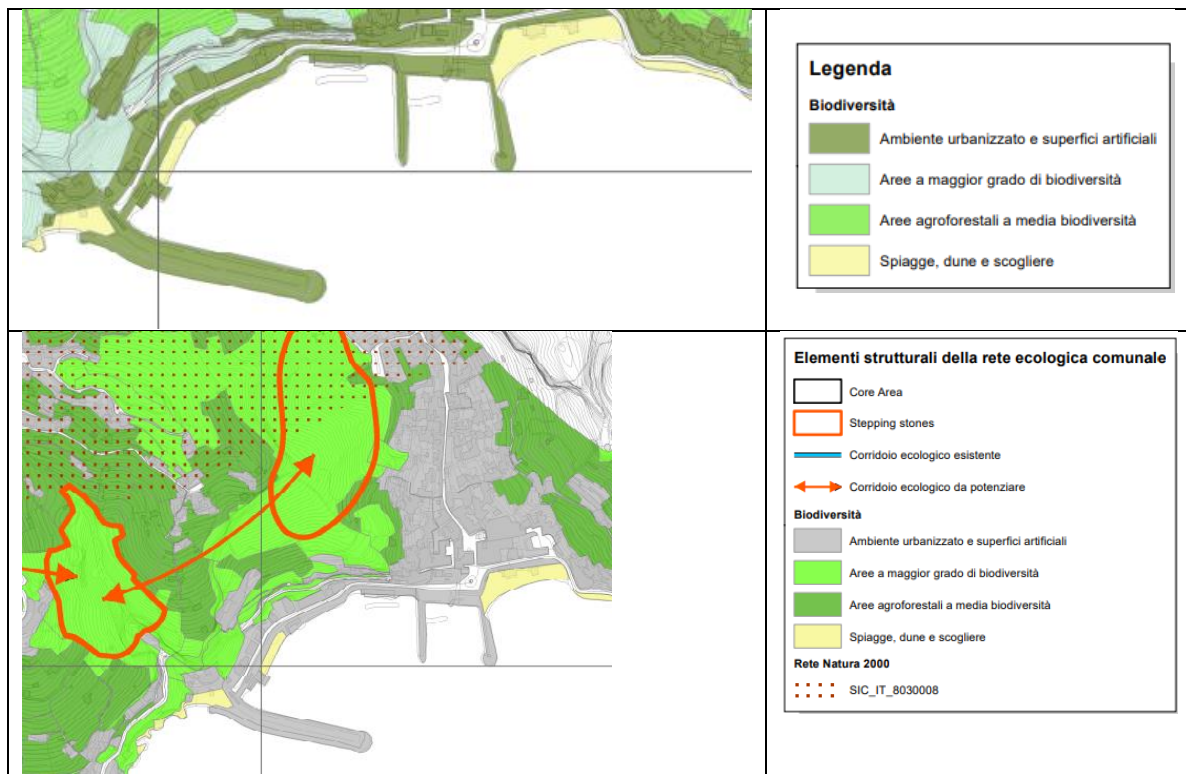 Legenda
Biodiversità
Ambiente urbanizzato e superfici artificiali
Aree a maggior grado di biodiversità
Aree agroforestali a media biodiversità
Spiagge, dune e scogliere
Elementi strutturali della rete ecologica comunale
Core Area
Stepping stones
Corridoio ecologico esistente
Corridoio ecologico da potenziare
Biodiversità
Ambiente urbanizzato e superfici artificiali
Aree a maggior grado di biodiversità
Aree agroforestali a media biodiversità
Spiagge, dune e scogliere
Rete Natura 2000
SIC_IT_8030008